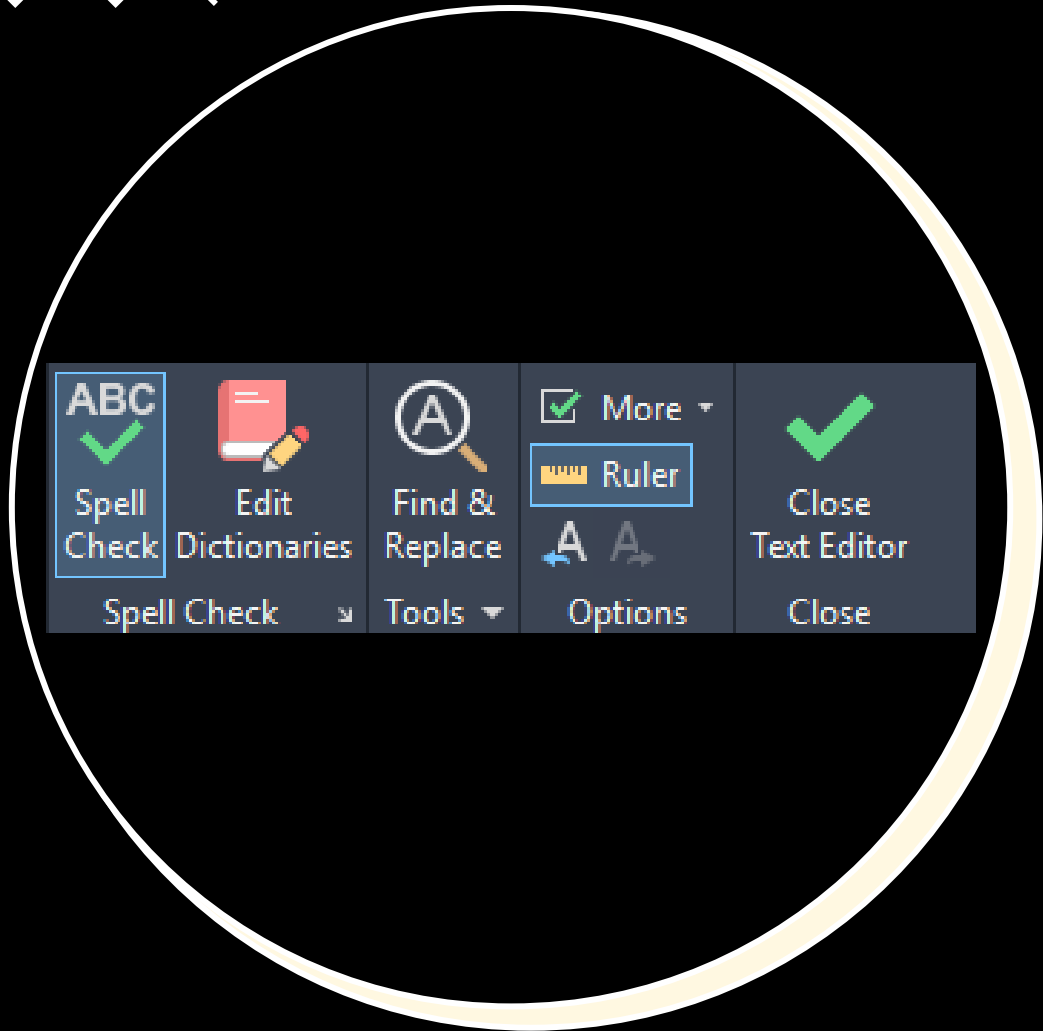 ABC
Spell
Check
Edit
Dictionaries
Spell Check
A
Find &
Replace
Tools
More
Ruler
A A
Options
Close
Text Editor
Close